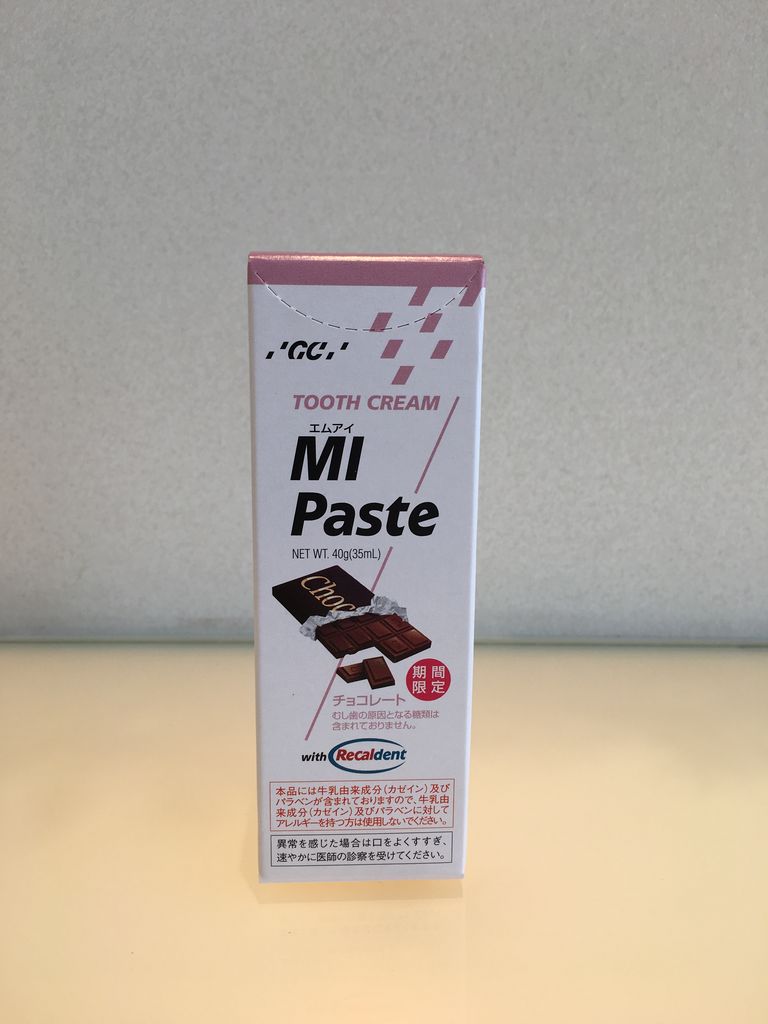 GC
TOOTH CREAM
エムアイ
MI
Paste
NET WT. 40g(35mL)
Choc
期間
限定
チョコレート
むし歯の原因となる糖類は
含まれておりません。
with Recaldent
本品には牛乳由来成分（カゼイン）及び
パラベンが含まれておりますので、牛乳由
来成分（カゼイン）及びパラベンに対して
アレルギーを持つ方は使用しないでください。
異常を感じた場合は口をよくすすぎ、
速やかに医師の診察を受けてください。